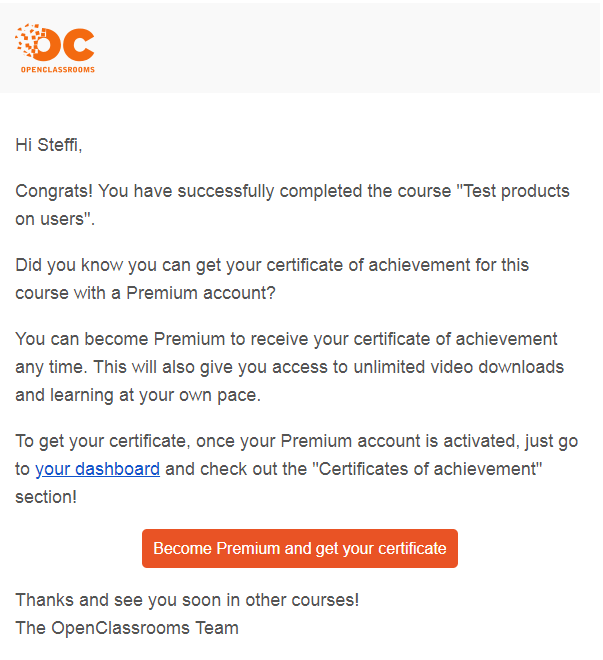 OC
OPENCLASSROOMS
Hi Steffi,
Congrats! You have successfully completed the course "Test products
on users".
Did you know you can get your certificate of achievement for this
course with a Premium account?
You can become Premium to receive your certificate of achievement
any time. This will also give you access to unlimited video downloads
and learning at your own pace.
To get your certificate, once your Premium account is activated, just go
to your dashboard and check out the "Certificates of achievement"
section!
Become Premium and get your certificate
Thanks and see you soon in other courses!
The OpenClassrooms Team